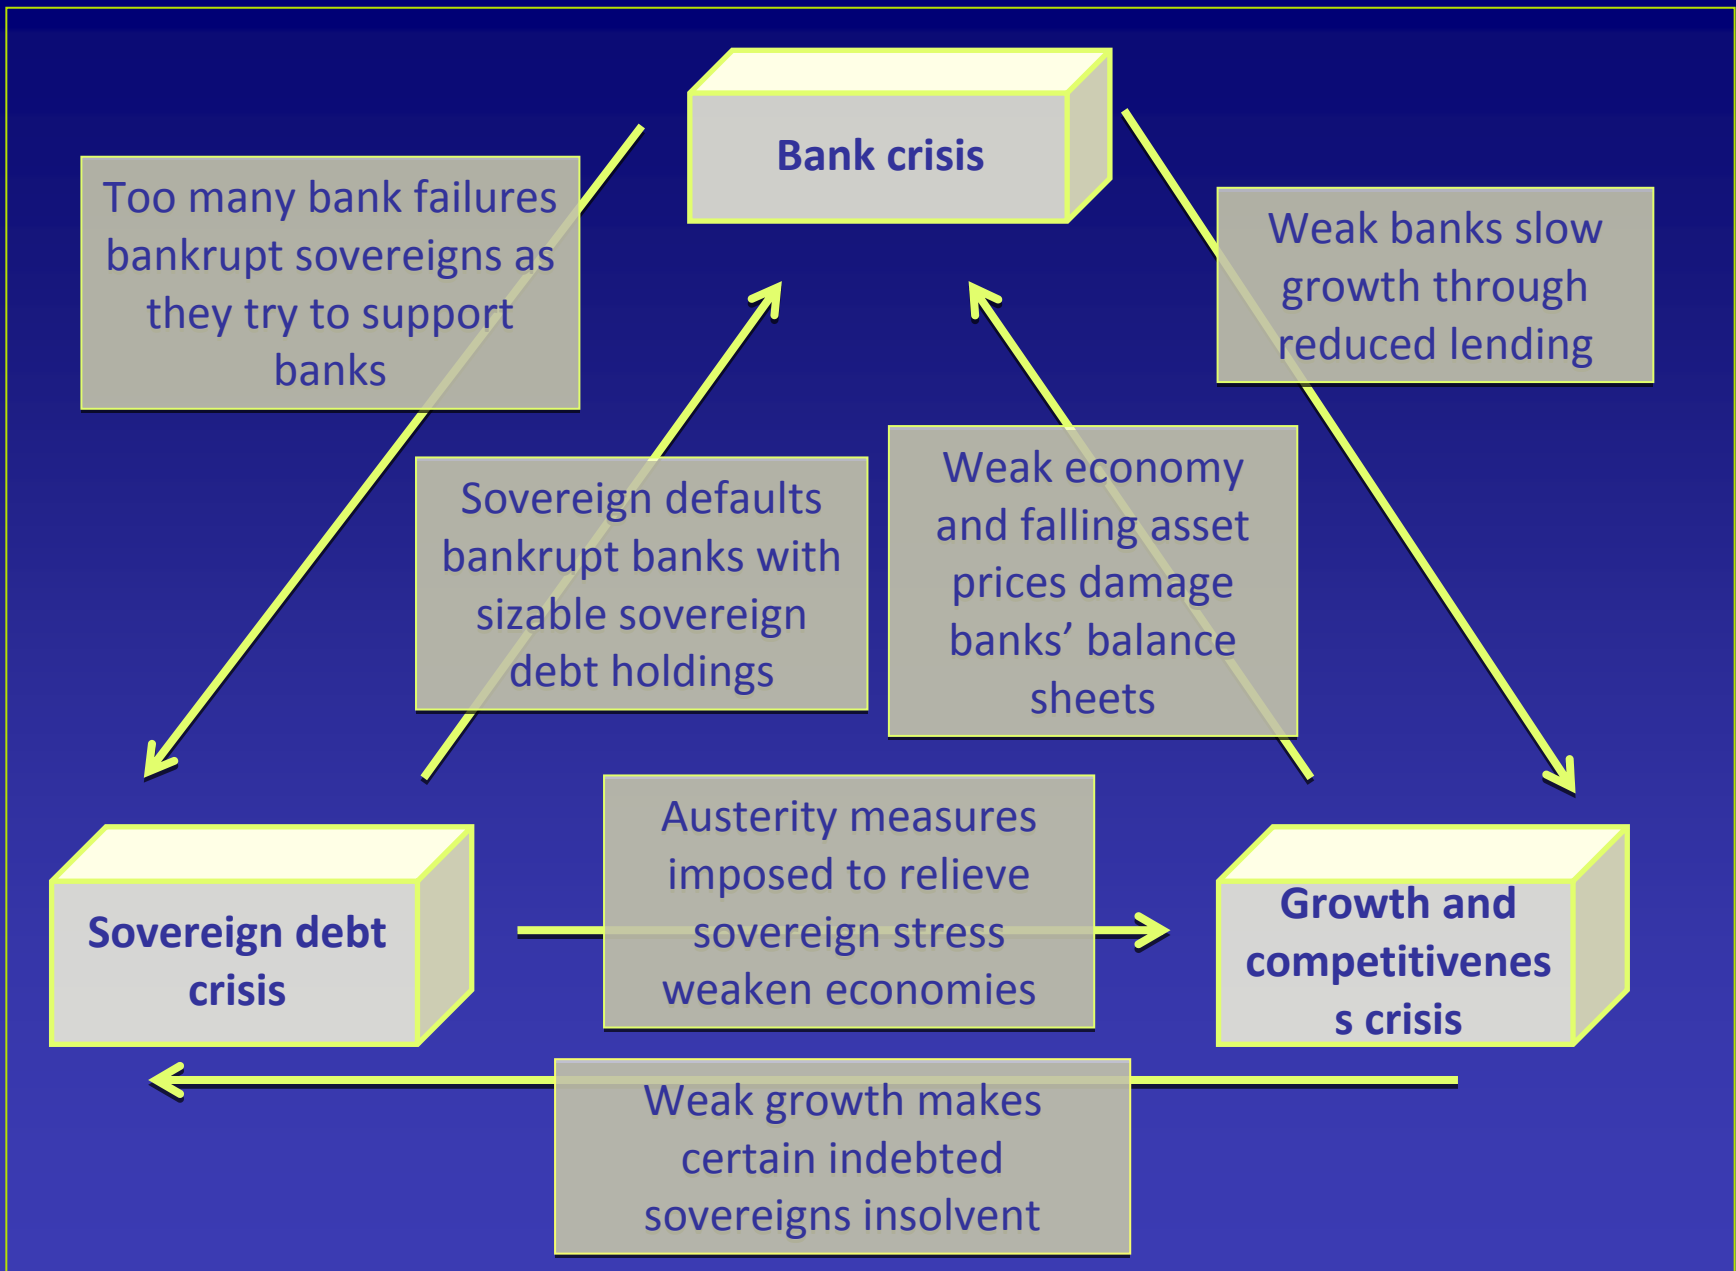 Bank crisis
Too many bank failures
bankrupt sovereigns as
they try to support
banks
Weak banks slow
growth through
reduced lending
Sovereign defaults
bankrupt banks with
sizable sovereign
debt holdings
Weak economy
and falling asset
prices damage
banks’ balance
sheets
Austerity measures
imposed to relieve
sovereign stress
weaken economies
Sovereign debt
crisis
Growth and
competitivenes
s crisis
Weak growth makes
certain indebted
sovereigns insolvent